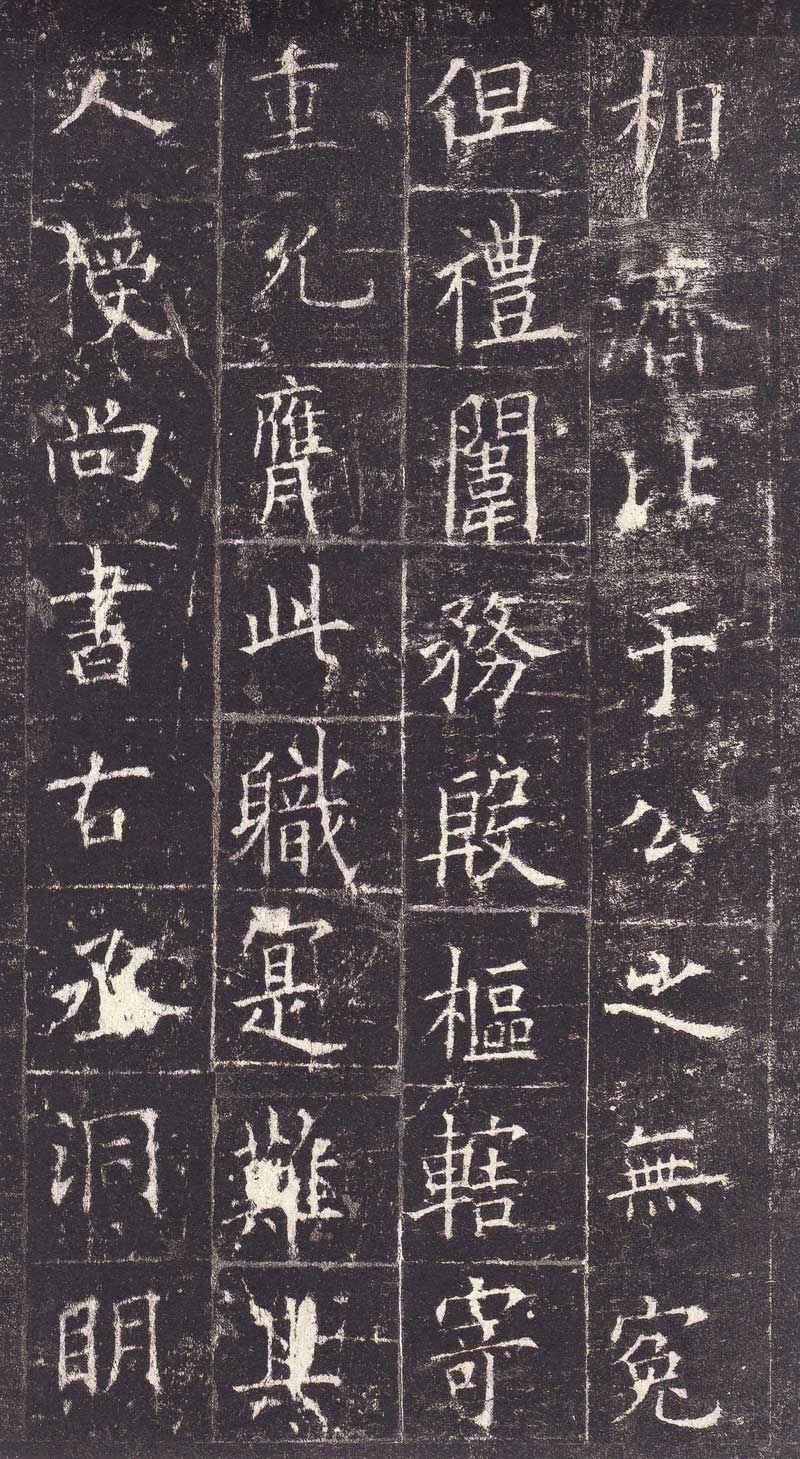 相濟比于公之無冤
但禮闈務殷樞轄寄
重允膺此職寔難其
人授尚書右丞洞明